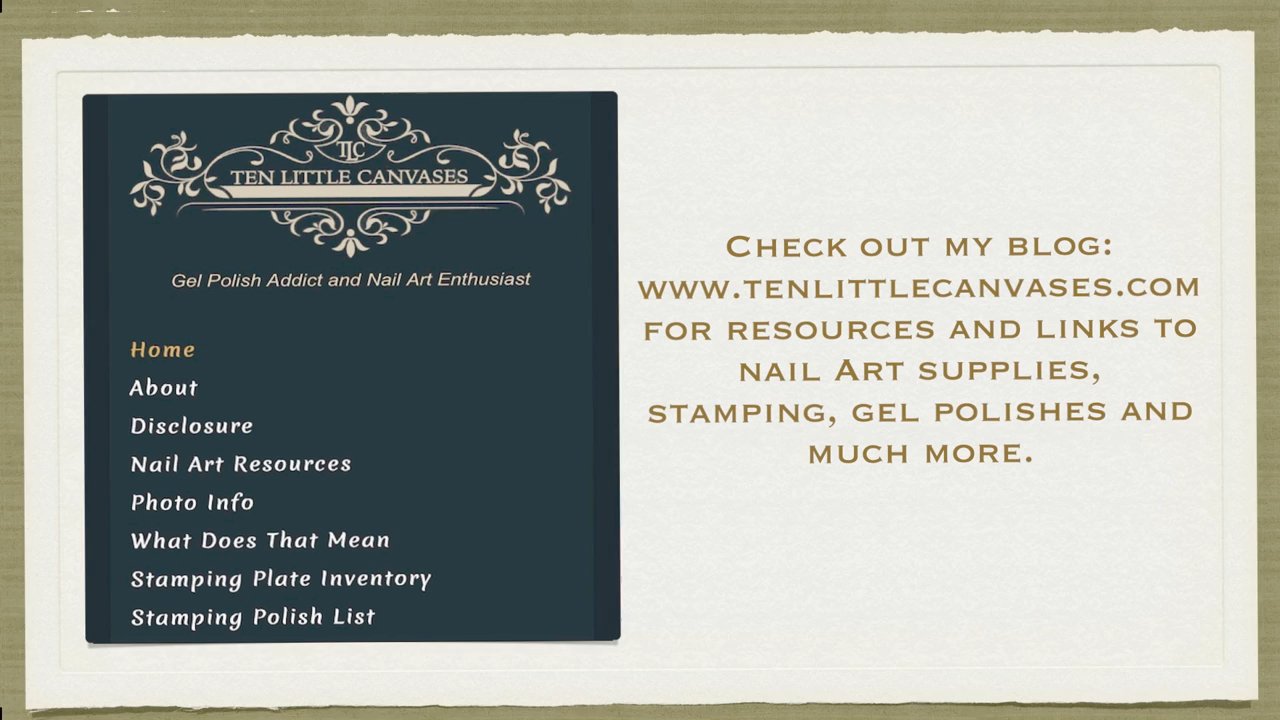 TLC
TEN LITTLE CANVASES
Gel Polish Addict and Nail Art Enthusiast
Home
About
Disclosure
Nail Art Resources
Photo Info
What Does That Mean
Stamping Plate Inventory
Stamping Polish List
Check out my blog:
www.tenlittlecanvases.com
for resources and links to
nail Art supplies,
stamping, gel polishes and
much more.